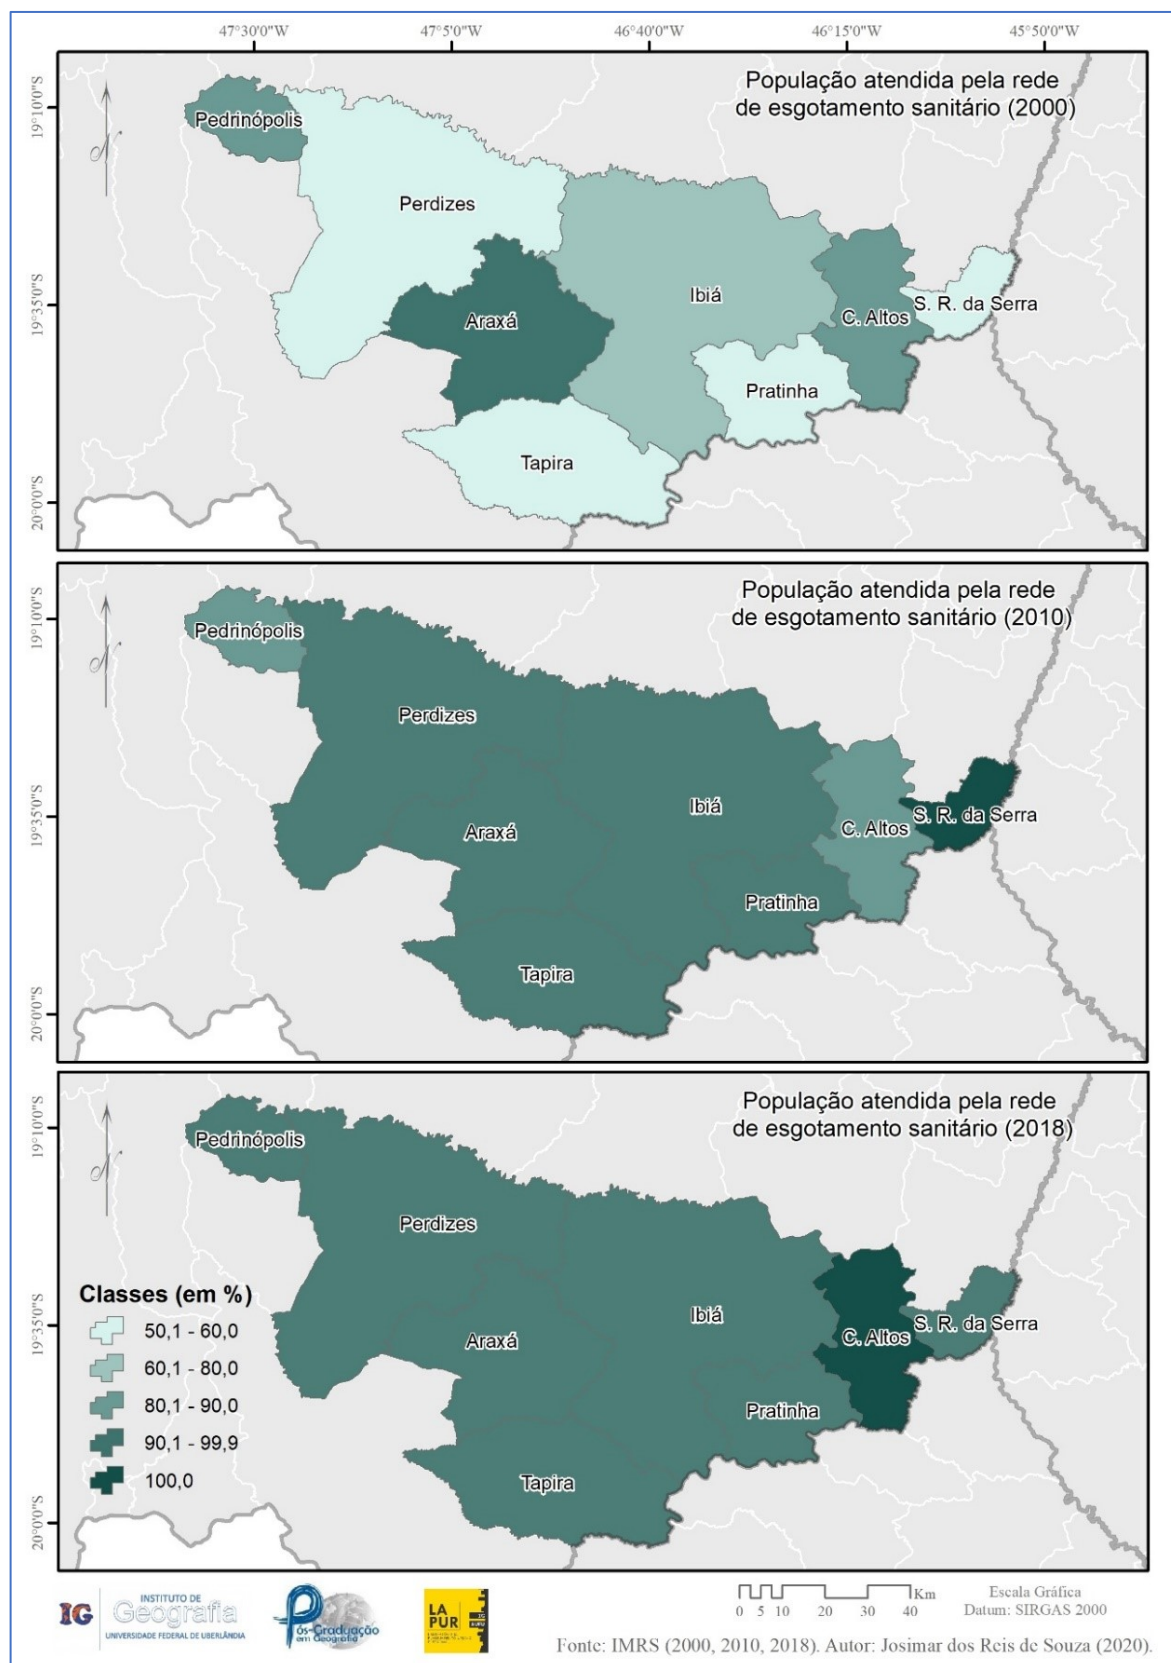 47°30'0"W 47°5'0"W 46°40'0"W 46°15'0"W 45°50'0"W
População atendida pela rede
de esgotamento sanitário (2000)
19°10'0"S
19°35'0"S
20°0'0"S
N
Pedrinópolis
Perdizes
Araxá
Ibiá
C. Altos
S. R. da Serra
Pratinha
Tapira
População atendida pela rede
de esgotamento sanitário (2010)
19°10'0"S
19°35'0"S
20°0'0"S
N
Pedrinópolis
Perdizes
Araxá
Ibiá
C. Altos
S. R. da Serra
Pratinha
Tapira
População atendida pela rede
de esgotamento sanitário (2018)
19°10'0"S
19°35'0"S
20°0'0"S
N
Pedrinópolis
Perdizes
Araxá
Ibiá
C. Altos
S. R. da Serra
Pratinha
Tapira
Classes (em %)
50,1 - 60,0
60,1 - 80,0
80,1 - 90,0
90,1 - 99,9
100,0
IG
INSTITUTO DE
Geografia
UNIVERSIDADE FEDERAL DE UBERLÂNDIA
Pós-Graduação
em Geografia
LA
PUR
Km
0 5 10 20 30 40
Escala Gráfica
Datum: SIRGAS 2000
Fonte: IMRS (2000, 2010, 2018). Autor: Josimar dos Reis de Souza (2020).